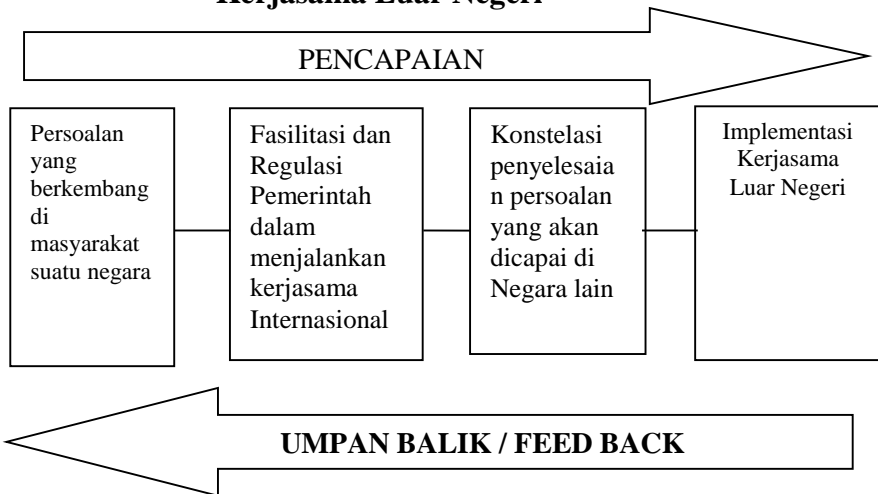 Kerjasama Luar Negeri
PENCAPAIAN
Persoalan
yang
berkembang
di
masyarakat
suatu negara
Fasilitasi dan
Regulasi
Pemerintah
dalam
menjalankan
kerjasama
Internasional
Konstelasi
penyelesaia
n persoalan
yang akan
dicapai di
Negara lain
Implementasi
Kerjasama
Luar Negeri
UMPAN BALIK / FEED BACK